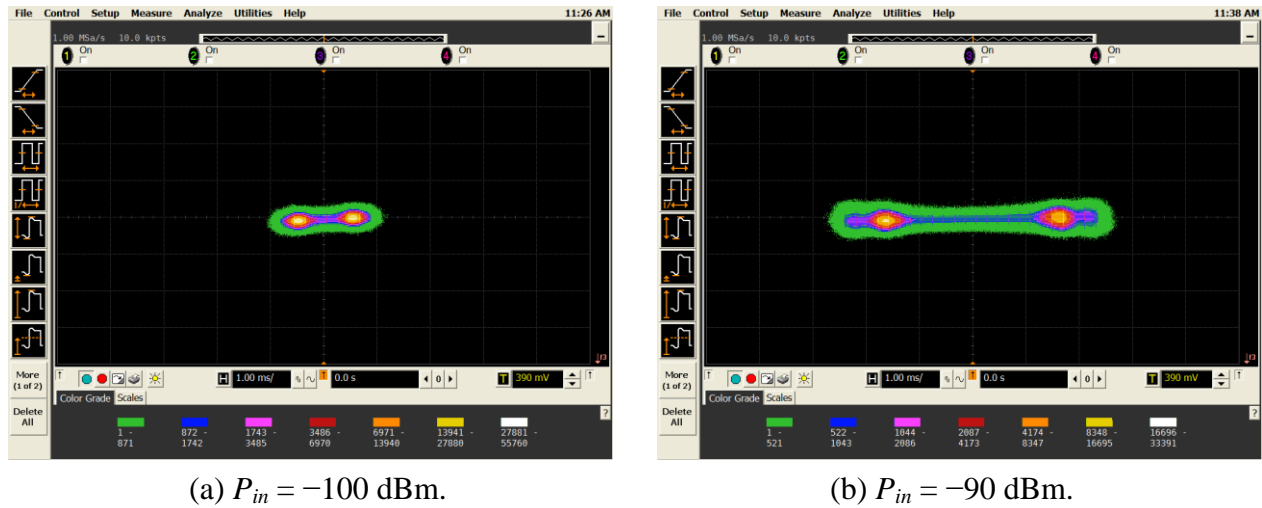 File Control Setup Measure Analyze Utilities Help 11:26 AM
1.00 MSa/s 10.0 kpts
1 On 2 On 3 On 4 On
More
(1 of 2)
Delete
All
H 1.00 ms/ 0.0 s 0 T 390 mV
Color Grade Scales
?
1 - 872 - 1743 - 3486 - 6971 - 13941 - 27881 -
871 1742 3485 6970 13940 27880 55760
(a) Pin = −100 dBm.
File Control Setup Measure Analyze Utilities Help 11:38 AM
1.00 MSa/s 10.0 kpts
1 On 2 On 3 On 4 On
More
(1 of 2)
Delete
All
H 1.00 ms/ 0.0 s 0 T 390 mV
Color Grade Scales
?
1 - 522 - 1044 - 2087 - 4174 - 8348 - 16696 -
521 1043 2086 4173 8347 16695 33391
(b) Pin = −90 dBm.